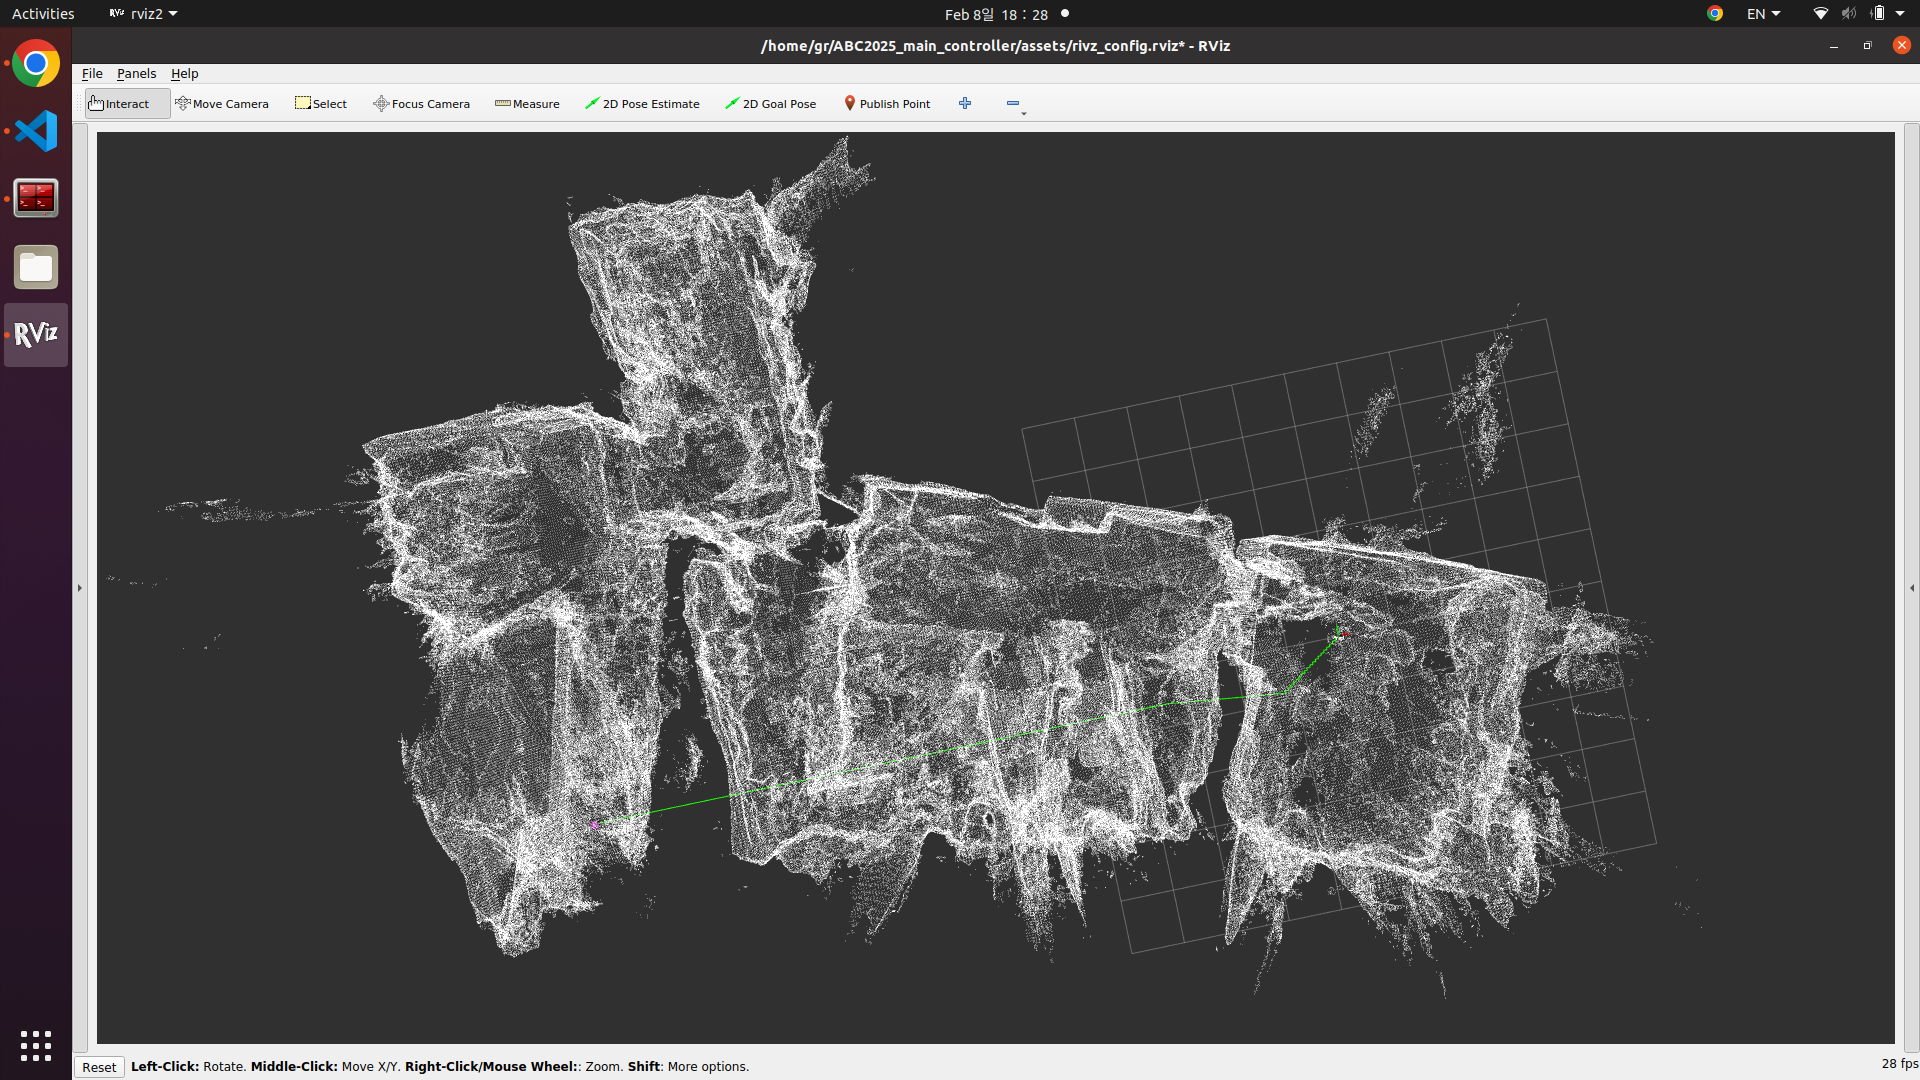 Activities
rviz2
Feb 8일 18 : 28
EN
/home/gr/ABC2025_main_controller/assets/rivz_config.rviz* - RViz
File Panels Help
Interact Move Camera Select Focus Camera Measure 2D Pose Estimate 2D Goal Pose Publish Point
RViz
Reset Left-Click: Rotate. Middle-Click: Move X/Y. Right-Click/Mouse Wheel:: Zoom. Shift: More options.
28 fps